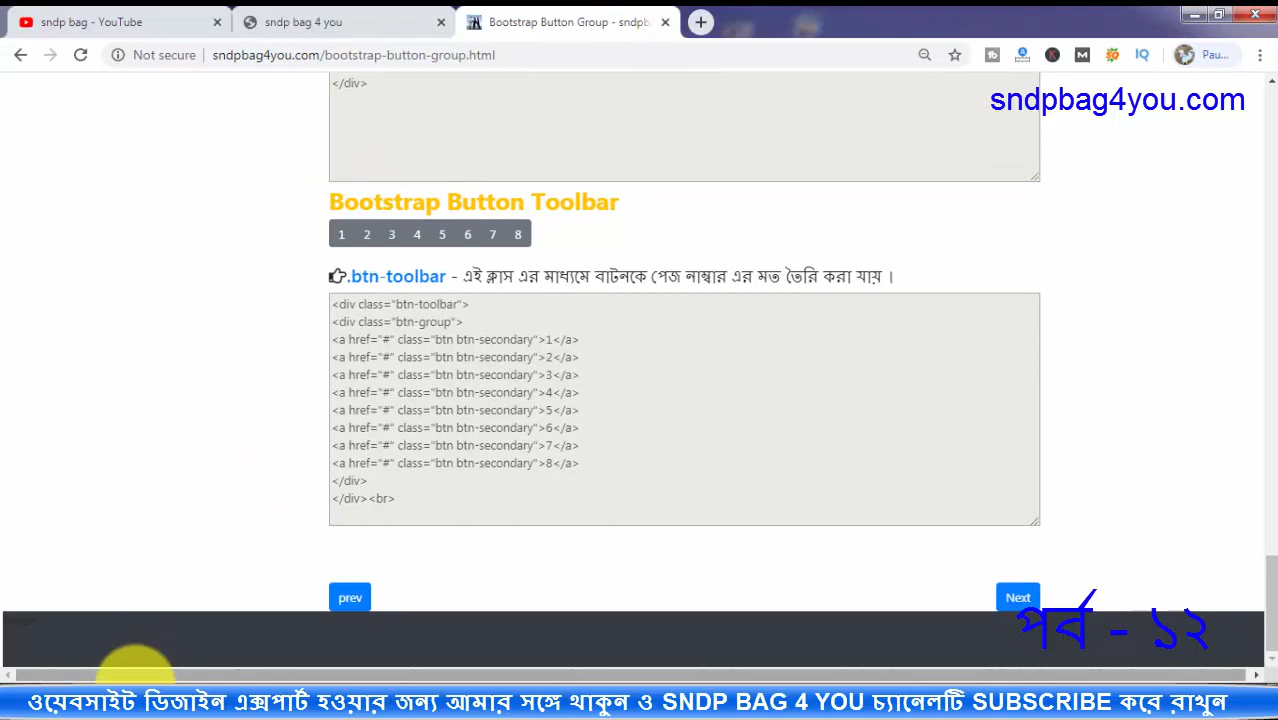 sndp bag - YouTube
sndp bag 4 you
Bootstrap Button Group - sndpb
Not secure
sndpbag4you.com/bootstrap-button-group.html
IQ
Pau...
</div>
sndpbag4you.com
Bootstrap Button Toolbar
1 2 3 4 5 6 7 8
.btn-toolbar - এই ক্লাস এর মাধ্যমে বাটনকে পেজ নাম্বার এর মত তৈরি করা যায় ।
<div class="btn-toolbar">
<div class="btn-group">
<a href="#" class="btn btn-secondary">1</a>
<a href="#" class="btn btn-secondary">2</a>
<a href="#" class="btn btn-secondary">3</a>
<a href="#" class="btn btn-secondary">4</a>
<a href="#" class="btn btn-secondary">5</a>
<a href="#" class="btn btn-secondary">6</a>
<a href="#" class="btn btn-secondary">7</a>
<a href="#" class="btn btn-secondary">8</a>
</div>
</div><br>
prev
Next
পর্ব - ১২
ওয়েবসাইট ডিজাইন এক্সপার্ট হওয়ার জন্য আমার সঙ্গে থাকুন ও SNDP BAG 4 YOU চ্যানেলটি SUBSCRIBE করে রাখুন